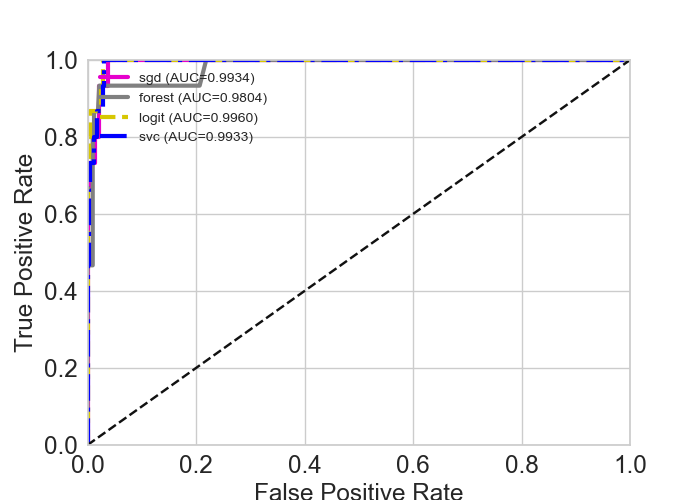 1.0
0.8
0.6
0.4
0.2
0.0
True Positive Rate
sgd (AUC=0.9934)
forest (AUC=0.9804)
logit (AUC=0.9960)
svc (AUC=0.9933)
0.0 0.2 0.4 0.6 0.8 1.0
False Positive Rate